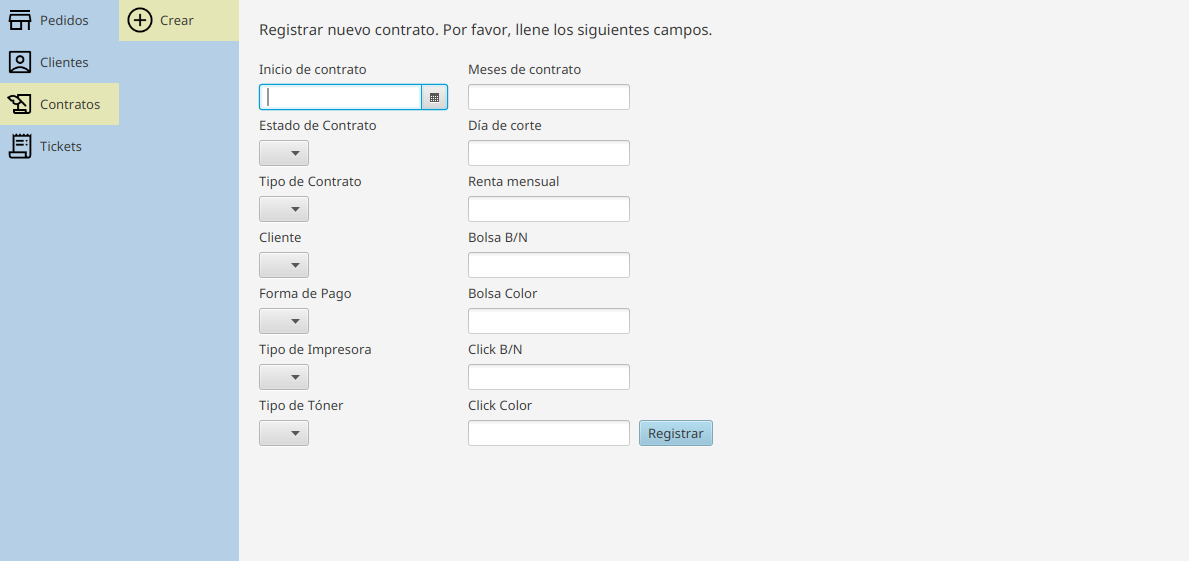 Pedidos
Clientes
Contratos
Tickets
Crear
Registrar nuevo contrato. Por favor, llene los siguientes campos.
Inicio de contrato
Meses de contrato
Estado de Contrato
Día de corte
Tipo de Contrato
Renta mensual
Cliente
Bolsa B/N
Forma de Pago
Bolsa Color
Tipo de Impresora
Click B/N
Tipo de Tóner
Click Color
Registrar